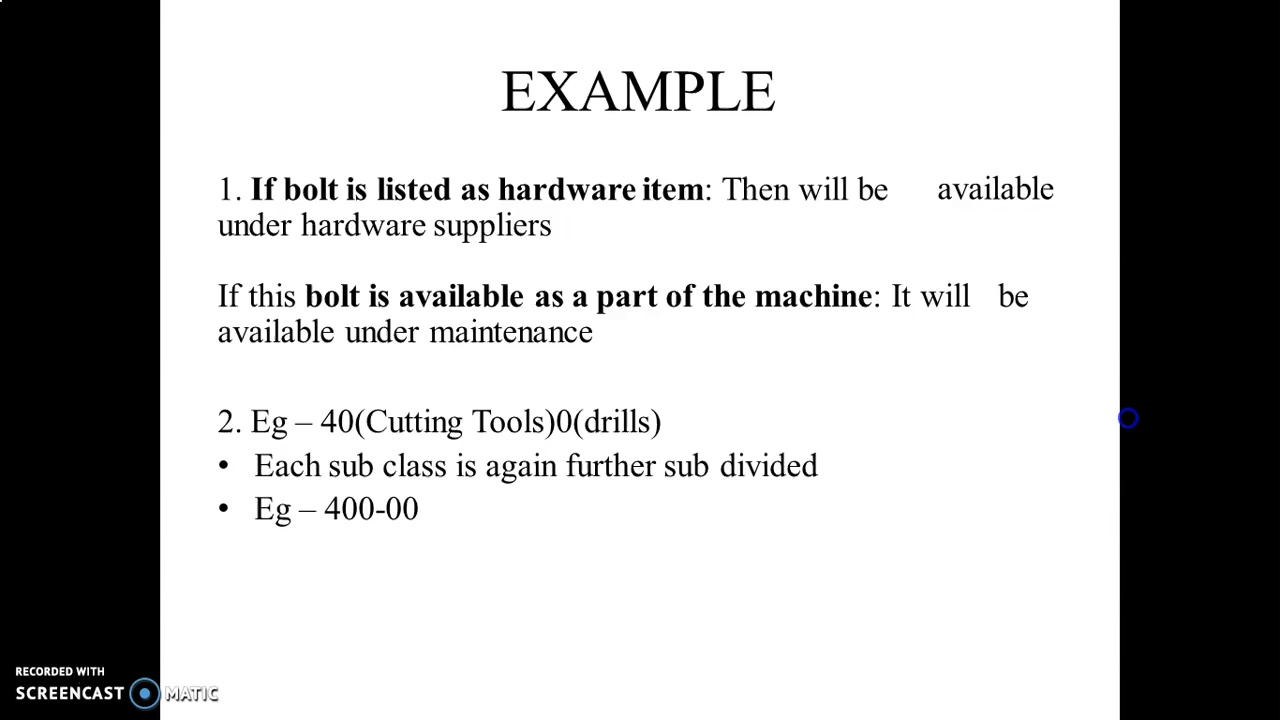 EXAMPLE
1. If bolt is listed as hardware item: Then will be available
under hardware suppliers
If this bolt is available as a part of the machine: It will be
available under maintenance
2. Eg – 40(Cutting Tools)0(drills)
• Each sub class is again further sub divided
• Eg – 400-00
RECORDED WITH
SCREENCAST MATIC